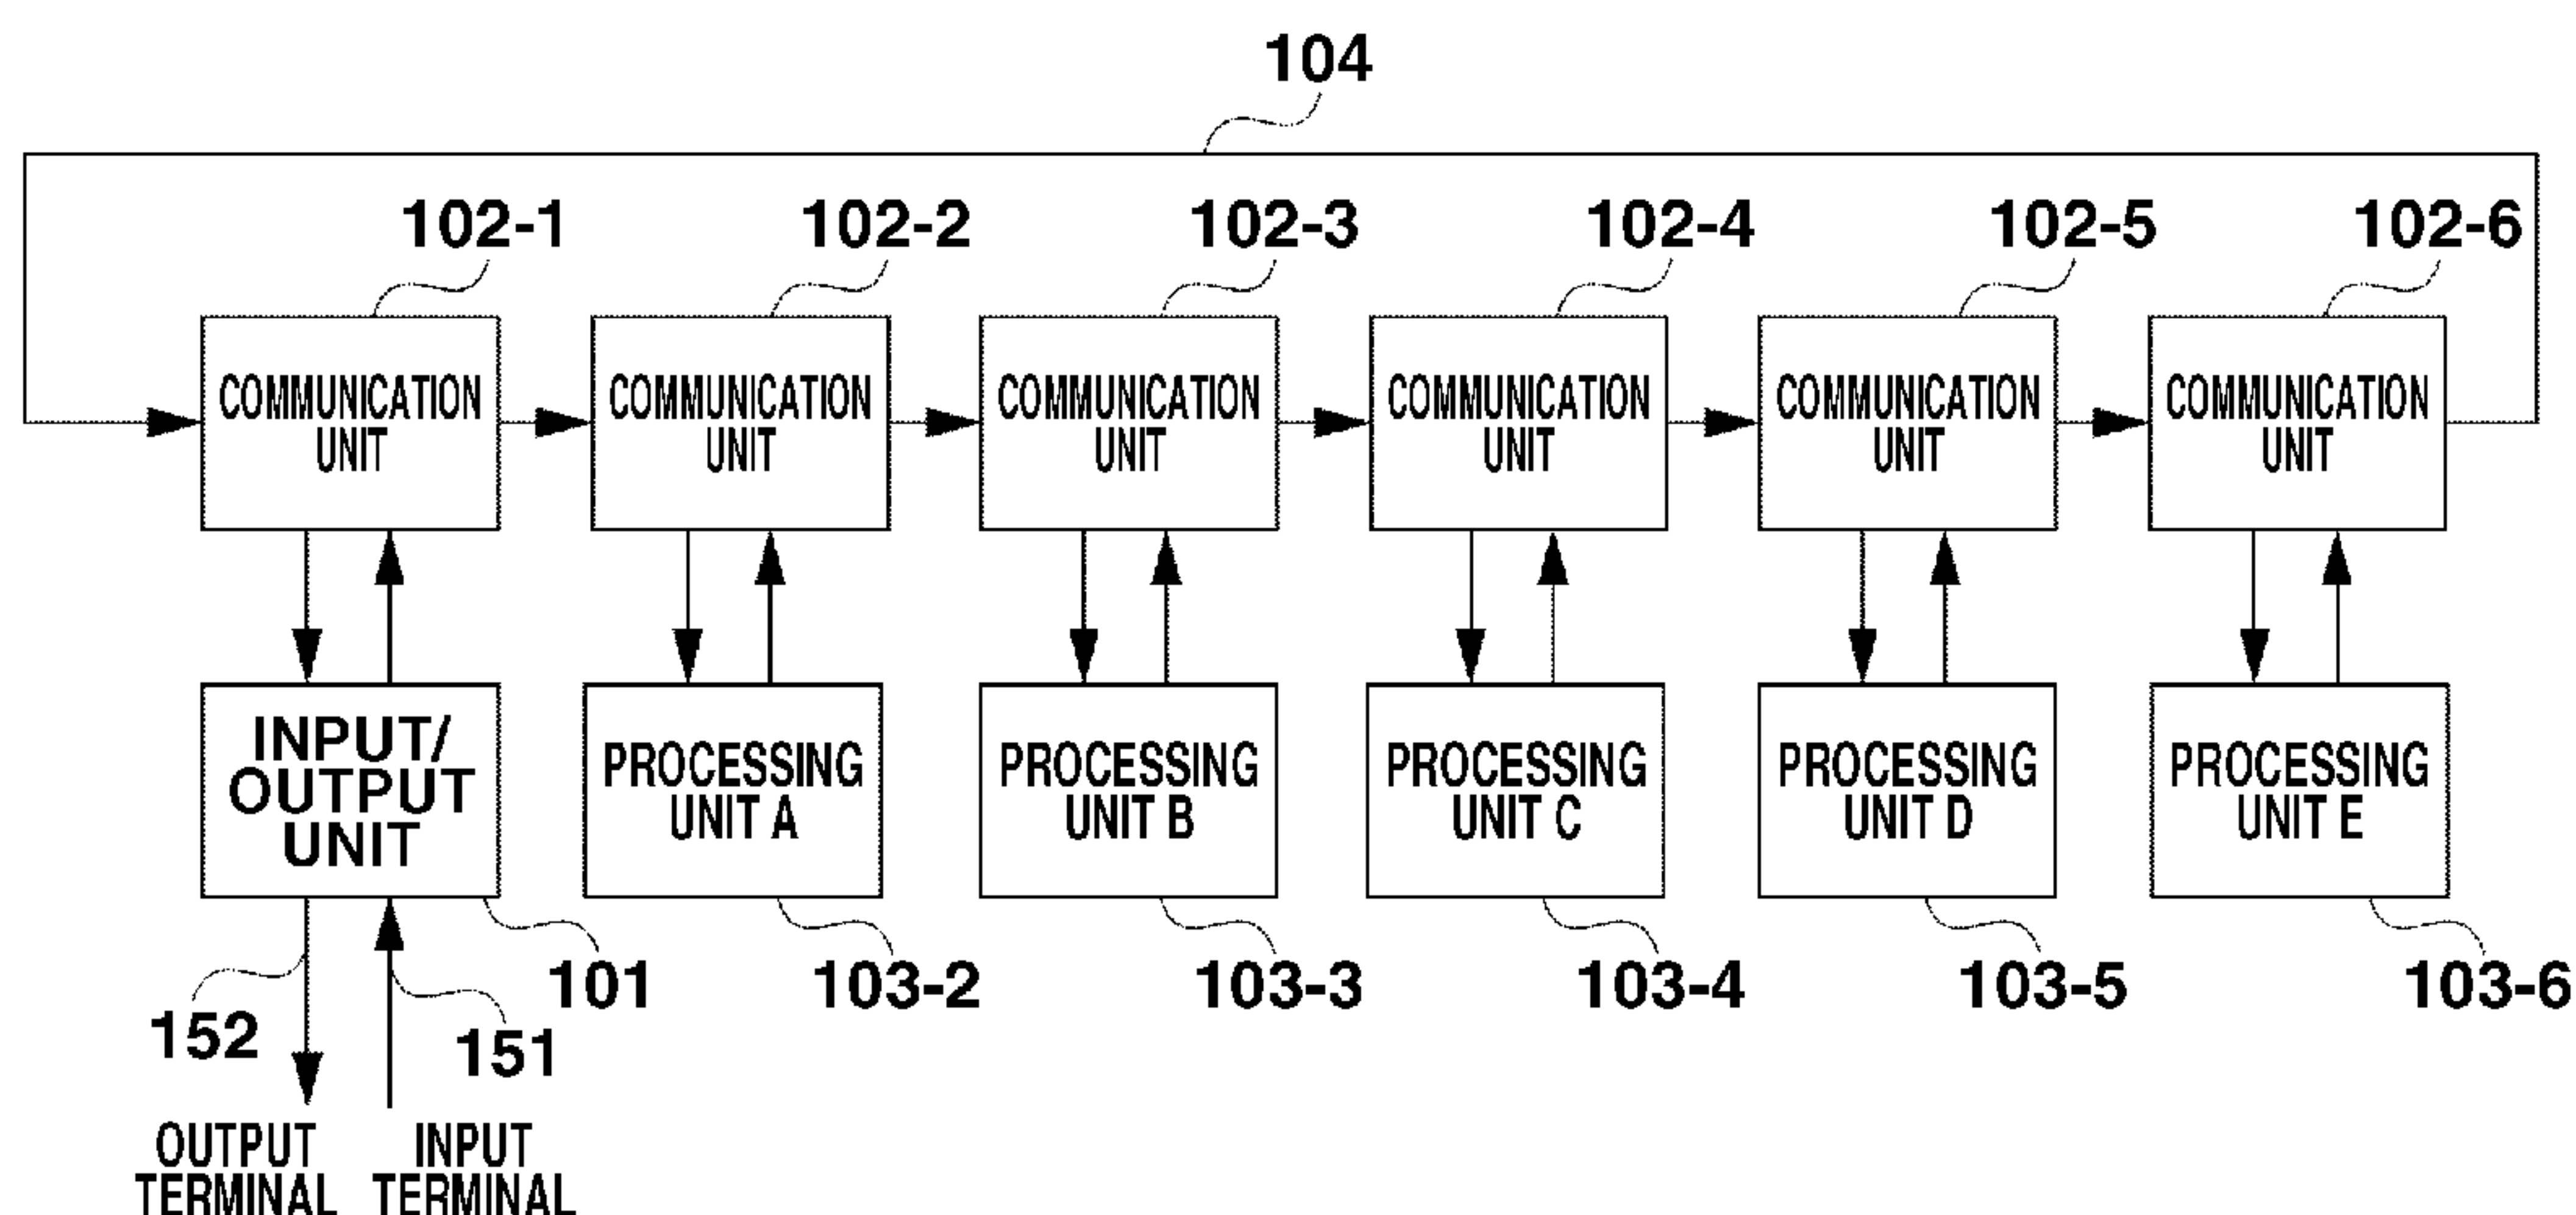 104
102-1
102-2
102-3
102-4
102-5
102-6
COMMUNICATION
UNIT
COMMUNICATION
UNIT
COMMUNICATION
UNIT
COMMUNICATION
UNIT
COMMUNICATION
UNIT
COMMUNICATION
UNIT
INPUT/
OUTPUT
UNIT
PROCESSING
UNIT A
PROCESSING
UNIT B
PROCESSING
UNIT C
PROCESSING
UNIT D
PROCESSING
UNIT E
101
103-2
103-3
103-4
103-5
103-6
152
151
OUTPUT
TERMINAL
INPUT
TERMINAL